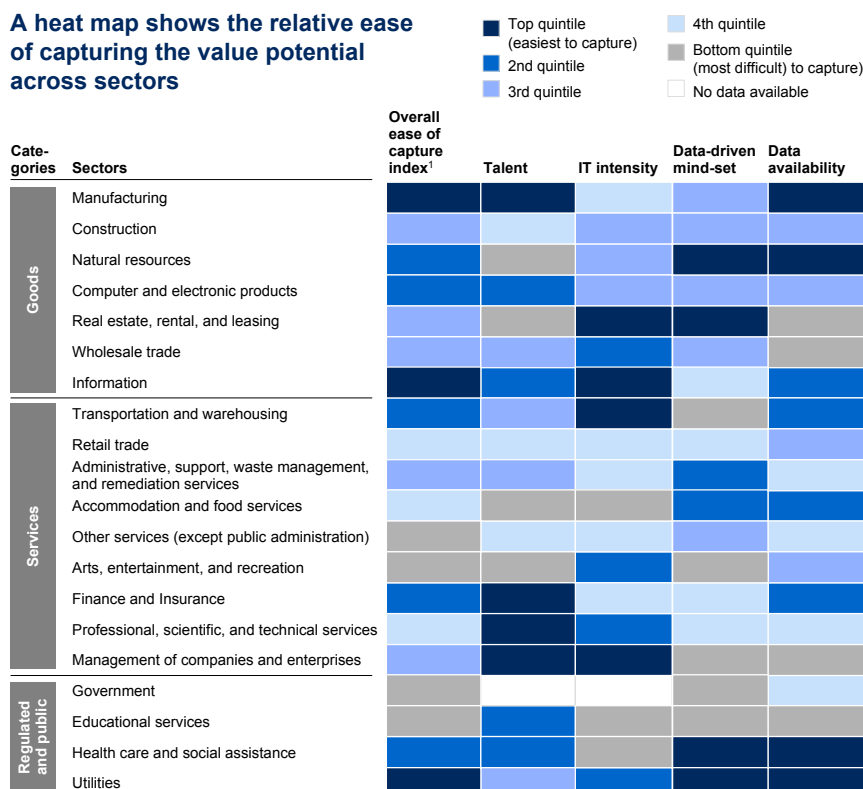 A heat map shows the relative ease
of capturing the value potential
across sectors
Top quintile
(easiest to capture)
2nd quintile
3rd quintile
4th quintile
Bottom quintile
(most difficult) to capture)
No data available
Cate-
gories
Sectors
Overall
ease of
capture
index1
Talent
IT intensity
Data-driven
mind-set
Data
availability
Goods
Manufacturing
Construction
Natural resources
Computer and electronic products
Real estate, rental, and leasing
Wholesale trade
Information
Services
Transportation and warehousing
Retail trade
Administrative, support, waste management,
and remediation services
Accommodation and food services
Other services (except public administration)
Arts, entertainment, and recreation
Finance and Insurance
Professional, scientific, and technical services
Management of companies and enterprises
Regulated
and public
Government
Educational services
Health care and social assistance
Utilities